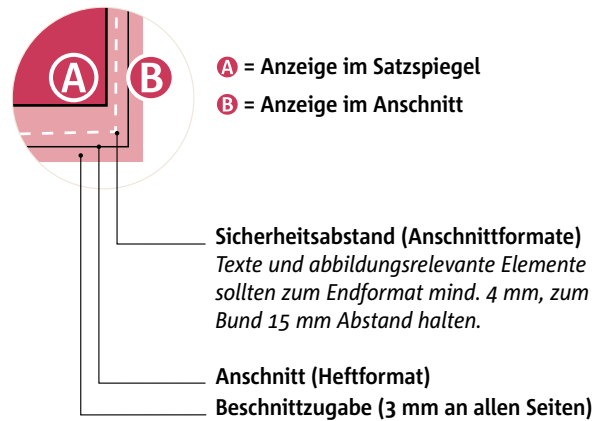 A B
A = Anzeige im Satzspiegel
B = Anzeige im Anschnitt
Sicherheitsabstand (Anschnittformate)
Texte und abbildungsrelevante Elemente
sollten zum Endformat mind. 4 mm, zum
Bund 15 mm Abstand halten.
Anschnitt (Heftformat)
Beschnittzugabe (3 mm an allen Seiten)